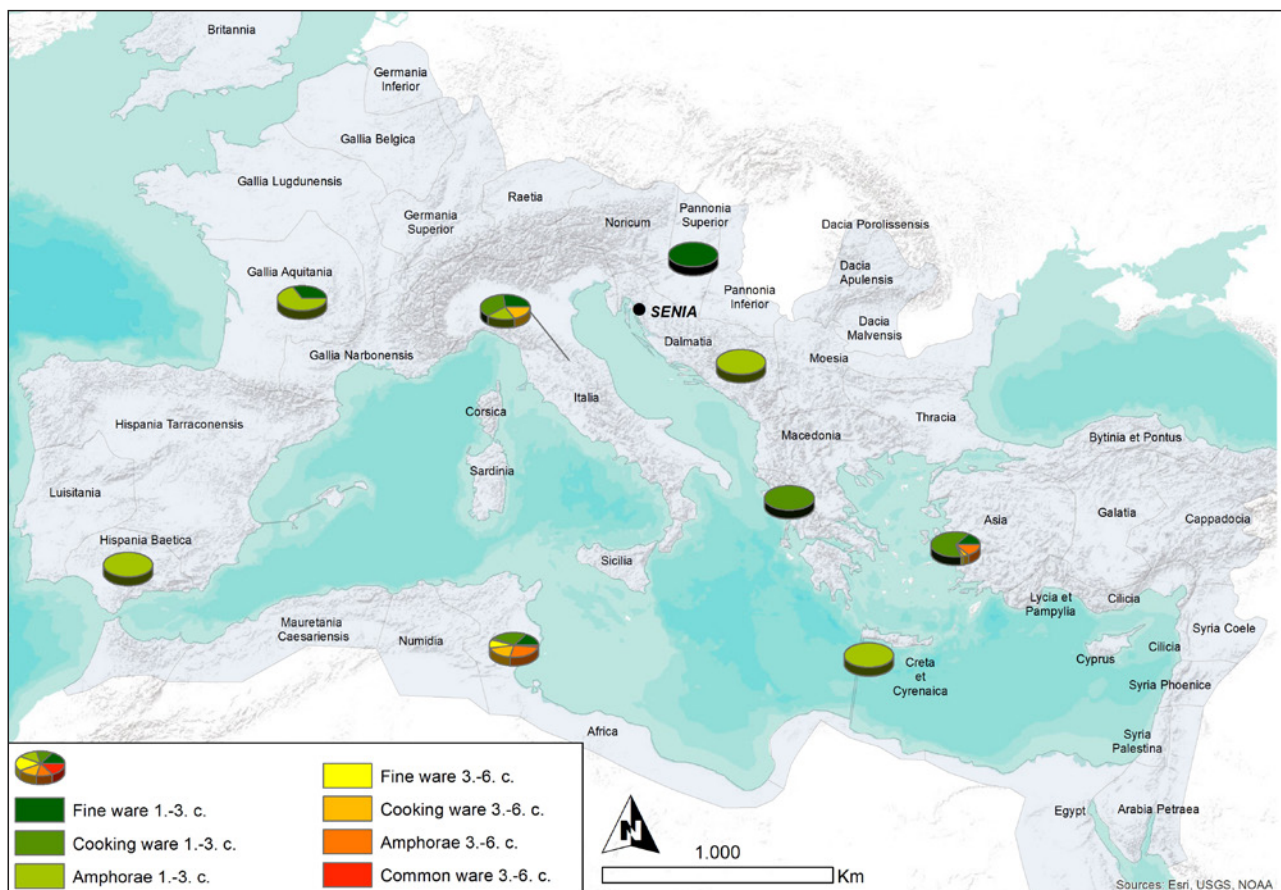 Britannia
Germania
Inferior
Gallia Belgica
Gallia Lugdunensis
Germania
Superior
Raetia
Noricum
Pannonia
Superior
Dacia Porolissensis
Gallia Aquitania
Dacia
Apulensis
Pannonia
Inferior
SENIA
Dacia
Malvensis
Gallia Narbonensis
Dalmatia
Moesia
Corsica
Italia
Hispania Tarraconensis
Thracia
Macedonia
Bytinia et Pontus
Sardinia
Luisitania
Asia
Galatia
Cappadocia
Hispania Baetica
Sicilia
Lycia et
Pampylia
Cilicia
Mauretania
Caesariensis
Numidia
Syria Coele
Cyprus
Cilicia
Creta
et
Cyrenaica
Syria Phoenice
Africa
Syria
Palestina
Egypt
Arabia Petraea
Fine ware 1.-3. c.
Cooking ware 1.-3. c.
Amphorae 1.-3. c.
Fine ware 3.-6. c.
Cooking ware 3.-6. c.
Amphorae 3.-6. c.
Common ware 3.-6. c.
N
1.000
Km
Sources: Esri, USGS, NOAA